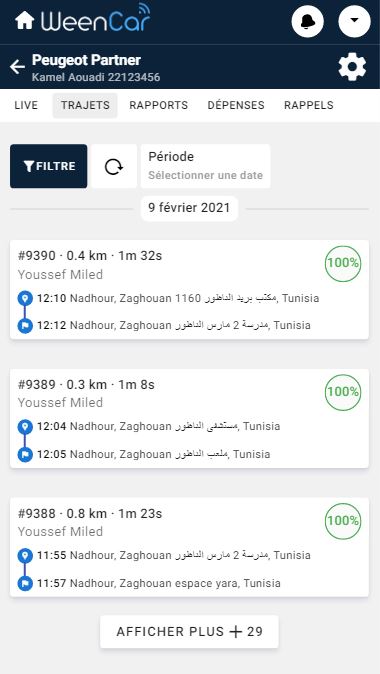 WeenCar
Peugeot Partner
Kamel Aouadi 22123456
LIVE TRAJETS RAPPORTS DÉPENSES RAPPELS
FILTRE
Période
Sélectionner une date
9 février 2021
#9390 · 0.4 km · 1m 32s
100%
Youssef Miled
12:10 Nadhour, Zaghouan 1160 مكتب بريد الناظور, Tunisia
12:12 Nadhour, Zaghouan مدرسة 2 مارس الناظور, Tunisia
#9389 · 0.3 km · 1m 8s
100%
Youssef Miled
12:04 Nadhour, Zaghouan مستشفى الناظور, Tunisia
12:05 Nadhour, Zaghouan ملعب الناظور, Tunisia
#9388 · 0.8 km · 1m 23s
100%
Youssef Miled
11:55 Nadhour, Zaghouan مدرسة 2 مارس الناظور, Tunisia
11:57 Nadhour, Zaghouan espace yara, Tunisia
AFFICHER PLUS + 29